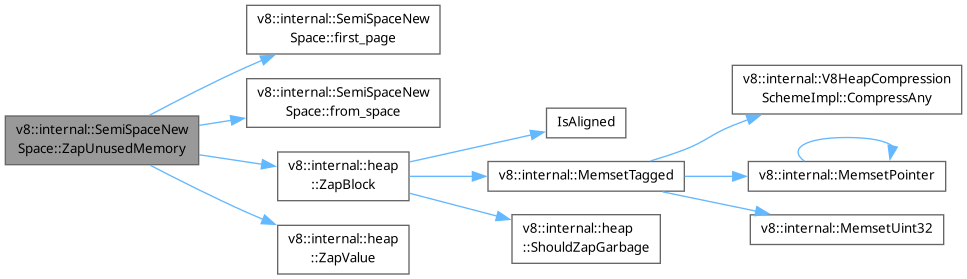 v8::internal::SemiSpaceNew
Space::ZapUnusedMemory
v8::internal::SemiSpaceNew
Space::first_page
v8::internal::SemiSpaceNew
Space::from_space
v8::internal::heap
::ZapBlock
v8::internal::heap
::ZapValue
IsAligned
v8::internal::MemsetTagged
v8::internal::heap
::ShouldZapGarbage
v8::internal::V8HeapCompression
SchemeImpl::CompressAny
v8::internal::MemsetPointer
v8::internal::MemsetUint32